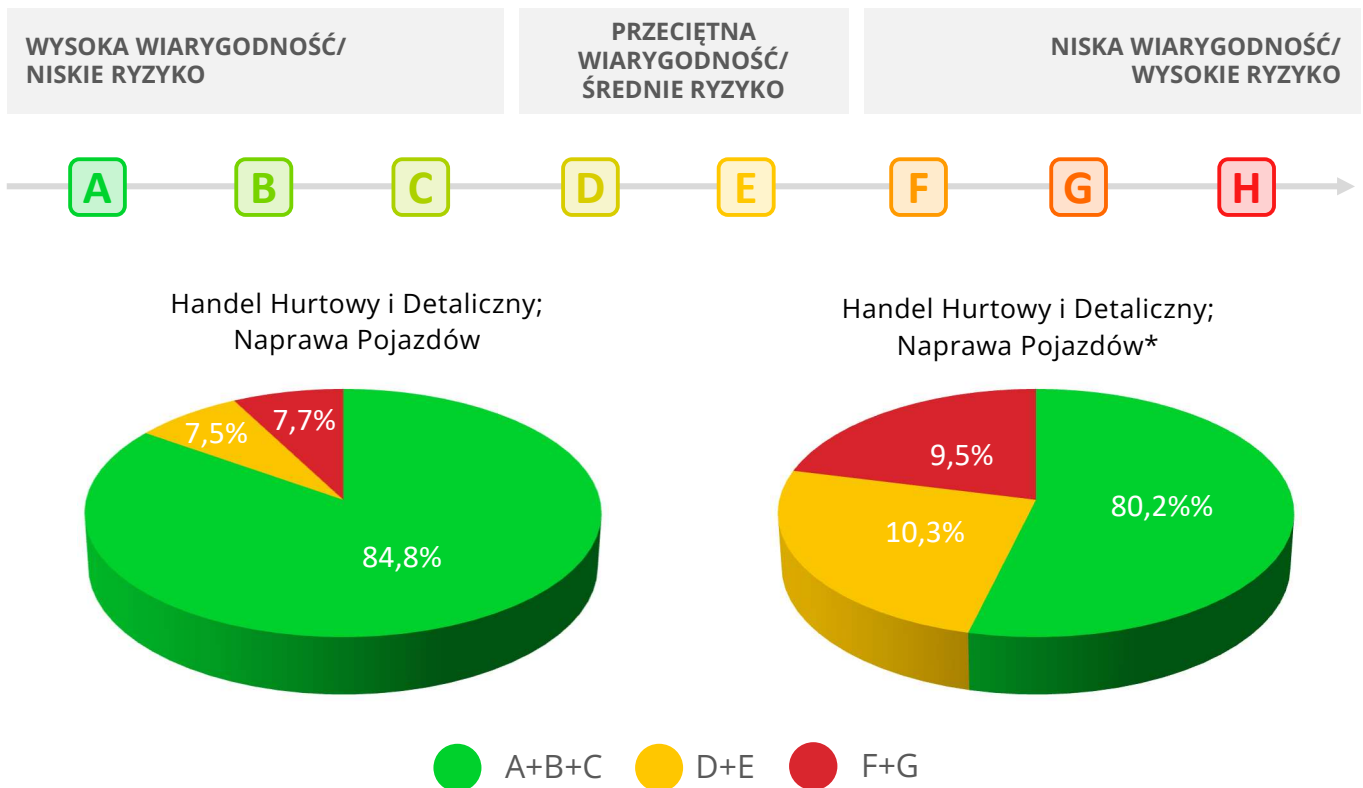 WYSOKA WIARYGODNOŚĆ/
NISKIE RYZYKO
PRZECIĘTNA
WIARYGODNOŚĆ/
ŚREDNIE RYZYKO
NISKA WIARYGODNOŚĆ/
WYSOKIE RYZYKO
A B C D E F G H
Handel Hurtowy i Detaliczny;
Naprawa Pojazdów
7,5%
7,7%
84,8%
Handel Hurtowy i Detaliczny;
Naprawa Pojazdów*
9,5%
80,2%%
10,3%
A+B+C D+E F+G